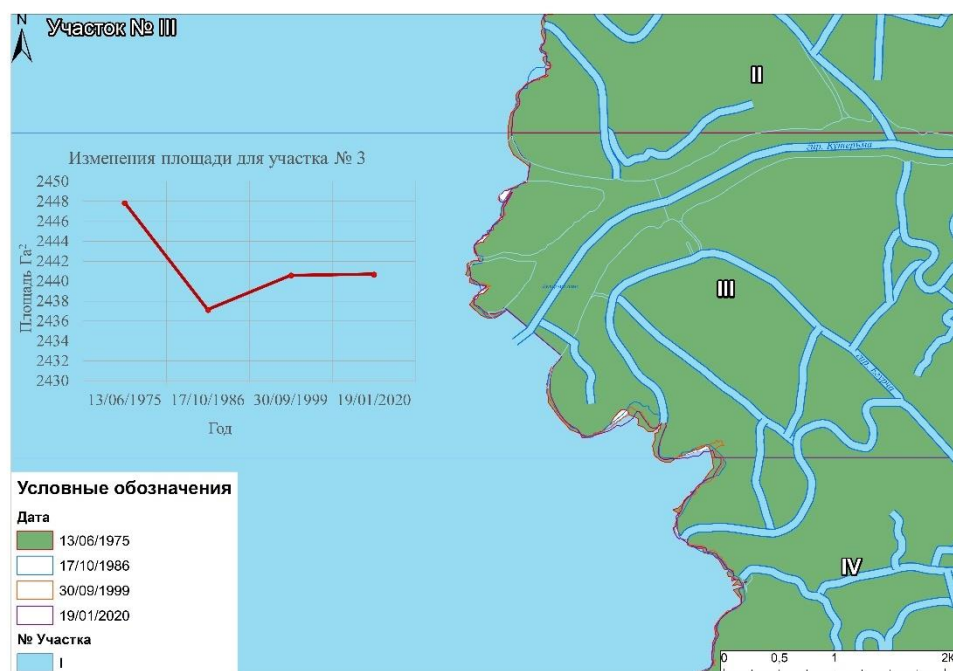 N
Участок № III
II
Изменения площади для участка № 3
2450
2448
2446
2444
2442
2440
2438
2436
2434
2432
2430
Площадь Га²
13/06/1975 17/10/1986 30/09/1999 19/01/2020
Год
III
IV
Условные обозначения
Дата
13/06/1975
17/10/1986
30/09/1999
19/01/2020
№ Участка
I
0 0,5 1 2К